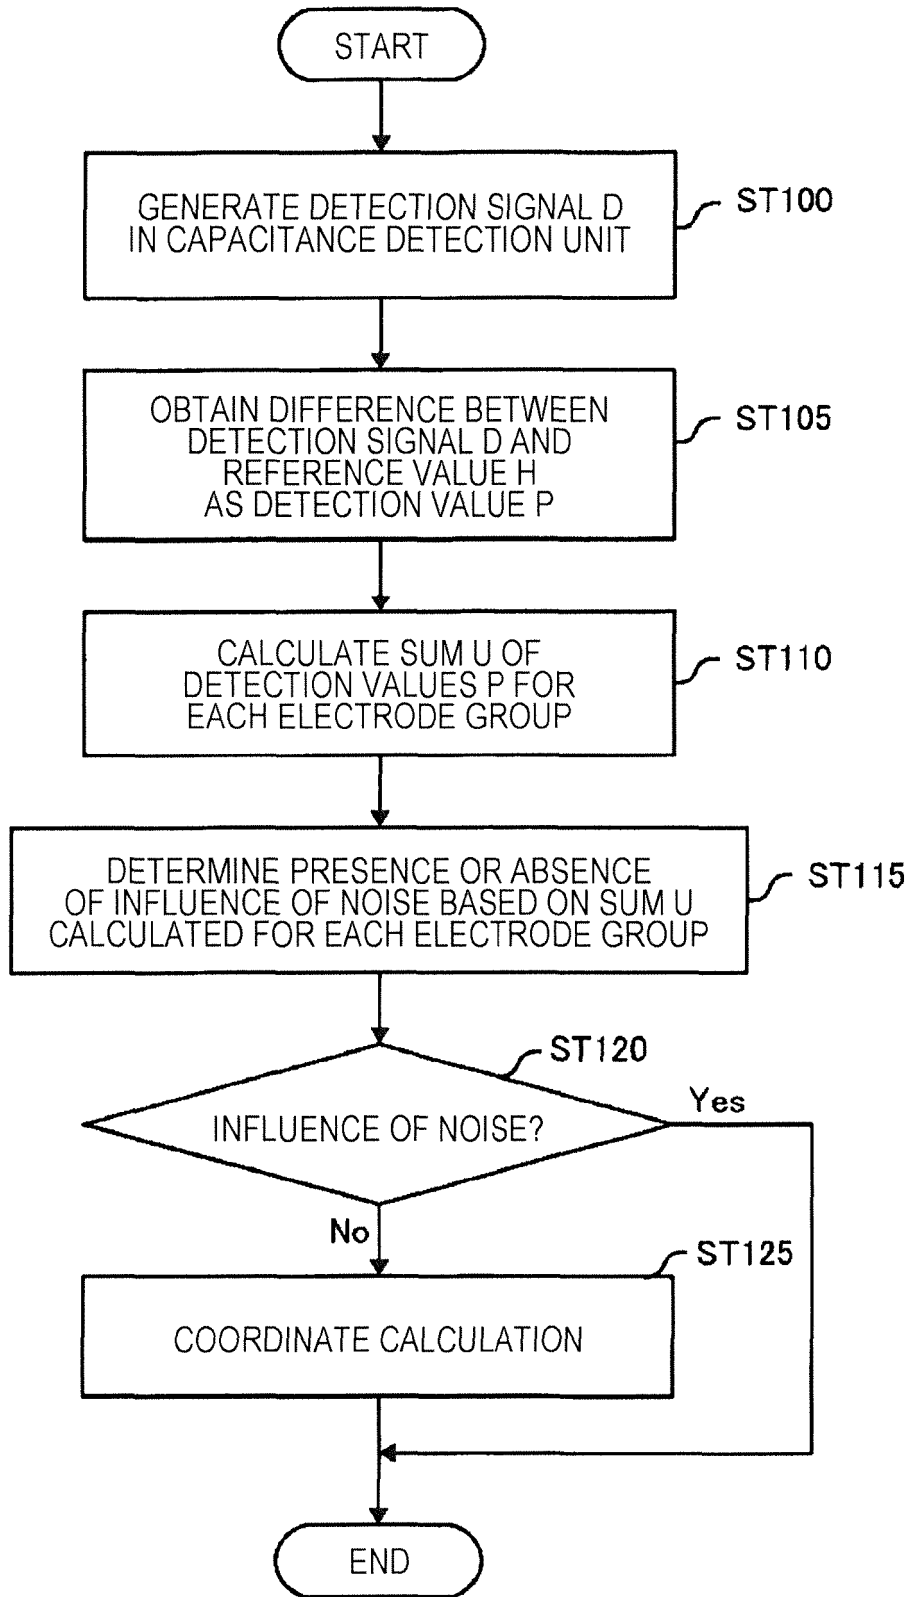 START
GENERATE DETECTION SIGNAL D
IN CAPACITANCE DETECTION UNIT
ST100
OBTAIN DIFFERENCE BETWEEN
DETECTION SIGNAL D AND
REFERENCE VALUE H
AS DETECTION VALUE P
ST105
CALCULATE SUM U OF
DETECTION VALUES P FOR
EACH ELECTRODE GROUP
ST110
DETERMINE PRESENCE OR ABSENCE
OF INFLUENCE OF NOISE BASED ON SUM U
CALCULATED FOR EACH ELECTRODE GROUP
ST115
ST120
INFLUENCE OF NOISE?
Yes
No
ST125
COORDINATE CALCULATION
END